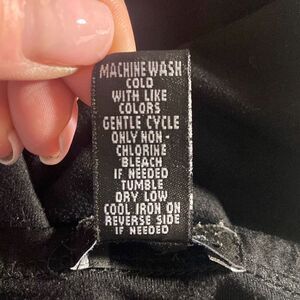 MACHINE WASH
COLD
WITH LIKE
COLORS
GENTLE CYCLE
ONLY NON -
CHLORINE
BLEACH
IF NEEDED
TUMBLE
DRY LOW
COOL IRON ON
REVERSE SIDE
IF NEEDED